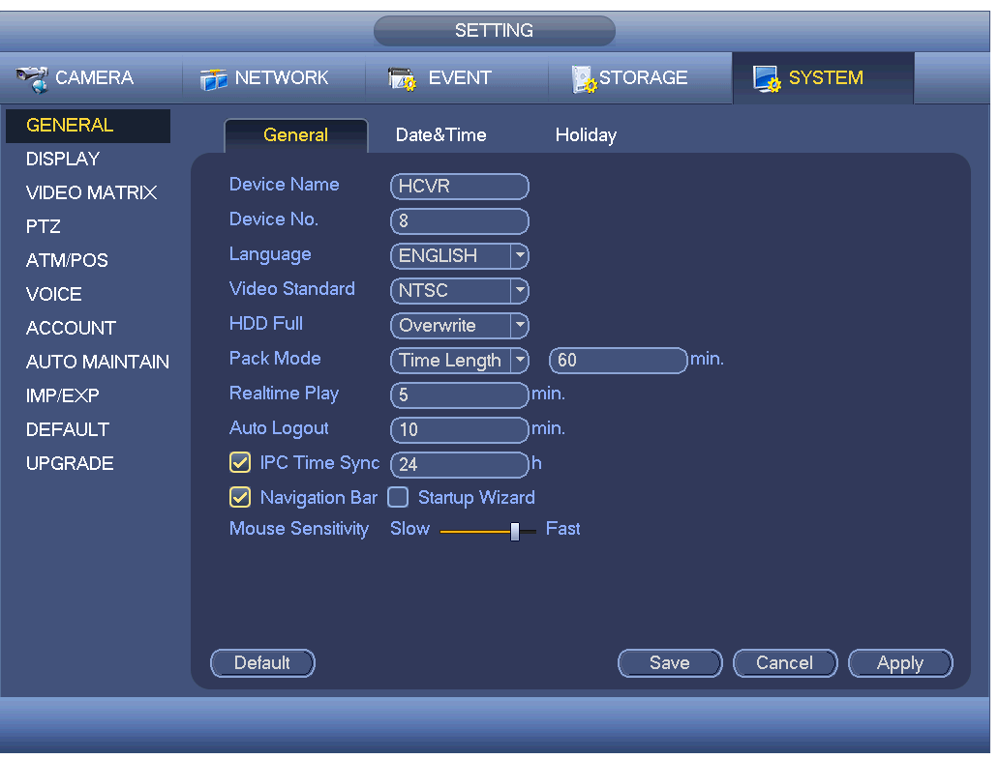 SETTING
CAMERA NETWORK EVENT STORAGE SYSTEM
GENERAL
DISPLAY
VIDEO MATRIX
PTZ
ATM/POS
VOICE
ACCOUNT
AUTO MAINTAIN
IMP/EXP
DEFAULT
UPGRADE
General Date&Time Holiday
Device Name HCVR
Device No. 8
Language ENGLISH
Video Standard NTSC
HDD Full Overwrite
Pack Mode Time Length 60 min.
Realtime Play 5 min.
Auto Logout 10 min.
IPC Time Sync 24 h
Navigation Bar Startup Wizard
Mouse Sensitivity Slow Fast
Default Save Cancel Apply